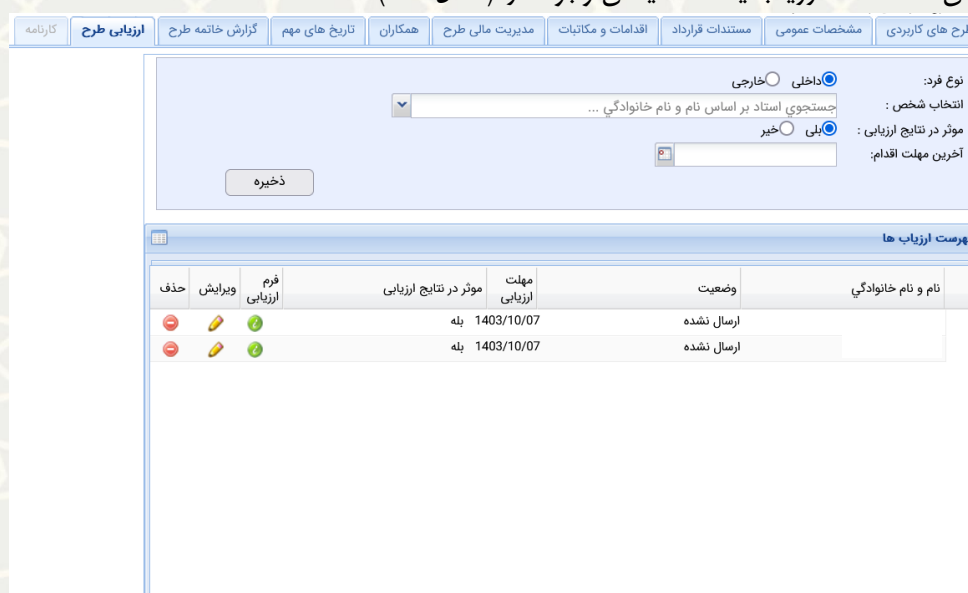 طرح های کاربردی مشخصات عمومی مستندات قرارداد اقدامات و مکاتبات مدیریت مالی طرح همکاران تاریخ های مهم گزارش خاتمه طرح ارزیابی طرح کارنامه
نوع فرد: داخلی خارجی
انتخاب شخص : جستجوي استاد بر اساس نام و نام خانوادگي ...
موثر در نتایج ارزیابی : بلی خیر
آخرین مهلت اقدام:
ذخیره
فهرست ارزیاب ها
نام و نام خانوادگي وضعیت مهلت ارزیابی موثر در نتایج ارزیابی فرم ارزیابی ویرایش حذف
ارسال نشده 1403/10/07 بله
ارسال نشده 1403/10/07 بله